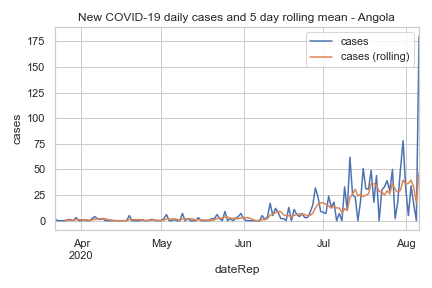 New COVID-19 daily cases and 5 day rolling mean - Angola
cases
cases (rolling)
175
150
125
100
75
50
25
0
cases
Apr
2020
May
Jun
Jul
Aug
dateRep